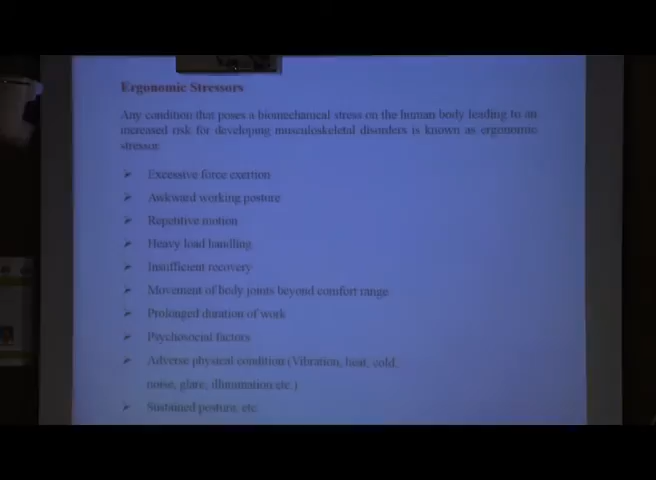 Ergonomic Stressors
Any condition that poses a biomechanical stress on the human body leading to an
increased risk for developing musculoskeletal disorders is known as ergonomic
stressor.
➢ Excessive force exertion
➢ Awkward working posture
➢ Repetitive motion
➢ Heavy load handling
➢ Insufficient recovery
➢ Movement of body joints beyond comfort range
➢ Prolonged duration of work
➢ Psychosocial factors
➢ Adverse physical condition (Vibration, heat, cold,
noise, glare, illumination etc.)
➢ Sustained posture, etc.